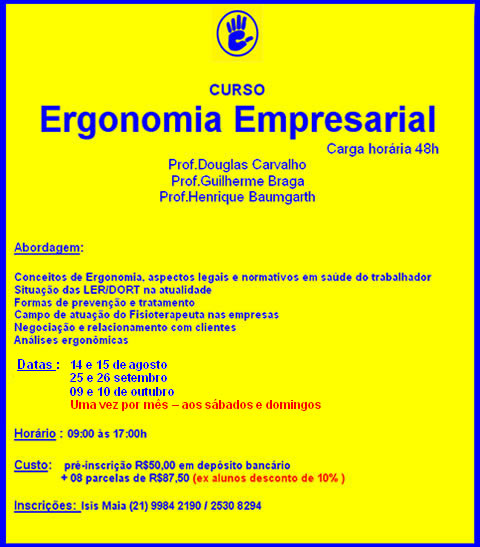 CURSO
Ergonomia Empresarial
Carga horária 48h
Prof.Douglas Carvalho
Prof.Guilherme Braga
Prof.Henrique Baumgarth
Abordagem:
Conceitos de Ergonomia, aspectos legais e normativos em saúde do trabalhador
Situação das LER/DORT na atualidade
Formas de prevenção e tratamento
Campo de atuação do Fisioterapeuta nas empresas
Negociação e relacionamento com clientes
Análises ergonômicas
Datas : 14 e 15 de agosto
25 e 26 setembro
09 e 10 de outubro
Uma vez por mês – aos sábados e domingos
Horário : 09:00 às 17:00h
Custo: pré-inscrição R$50,00 em depósito bancário
+ 08 parcelas de R$87,50 (ex alunos desconto de 10% )
Inscrições: Isis Maia (21) 9984 2190 / 2530 8294